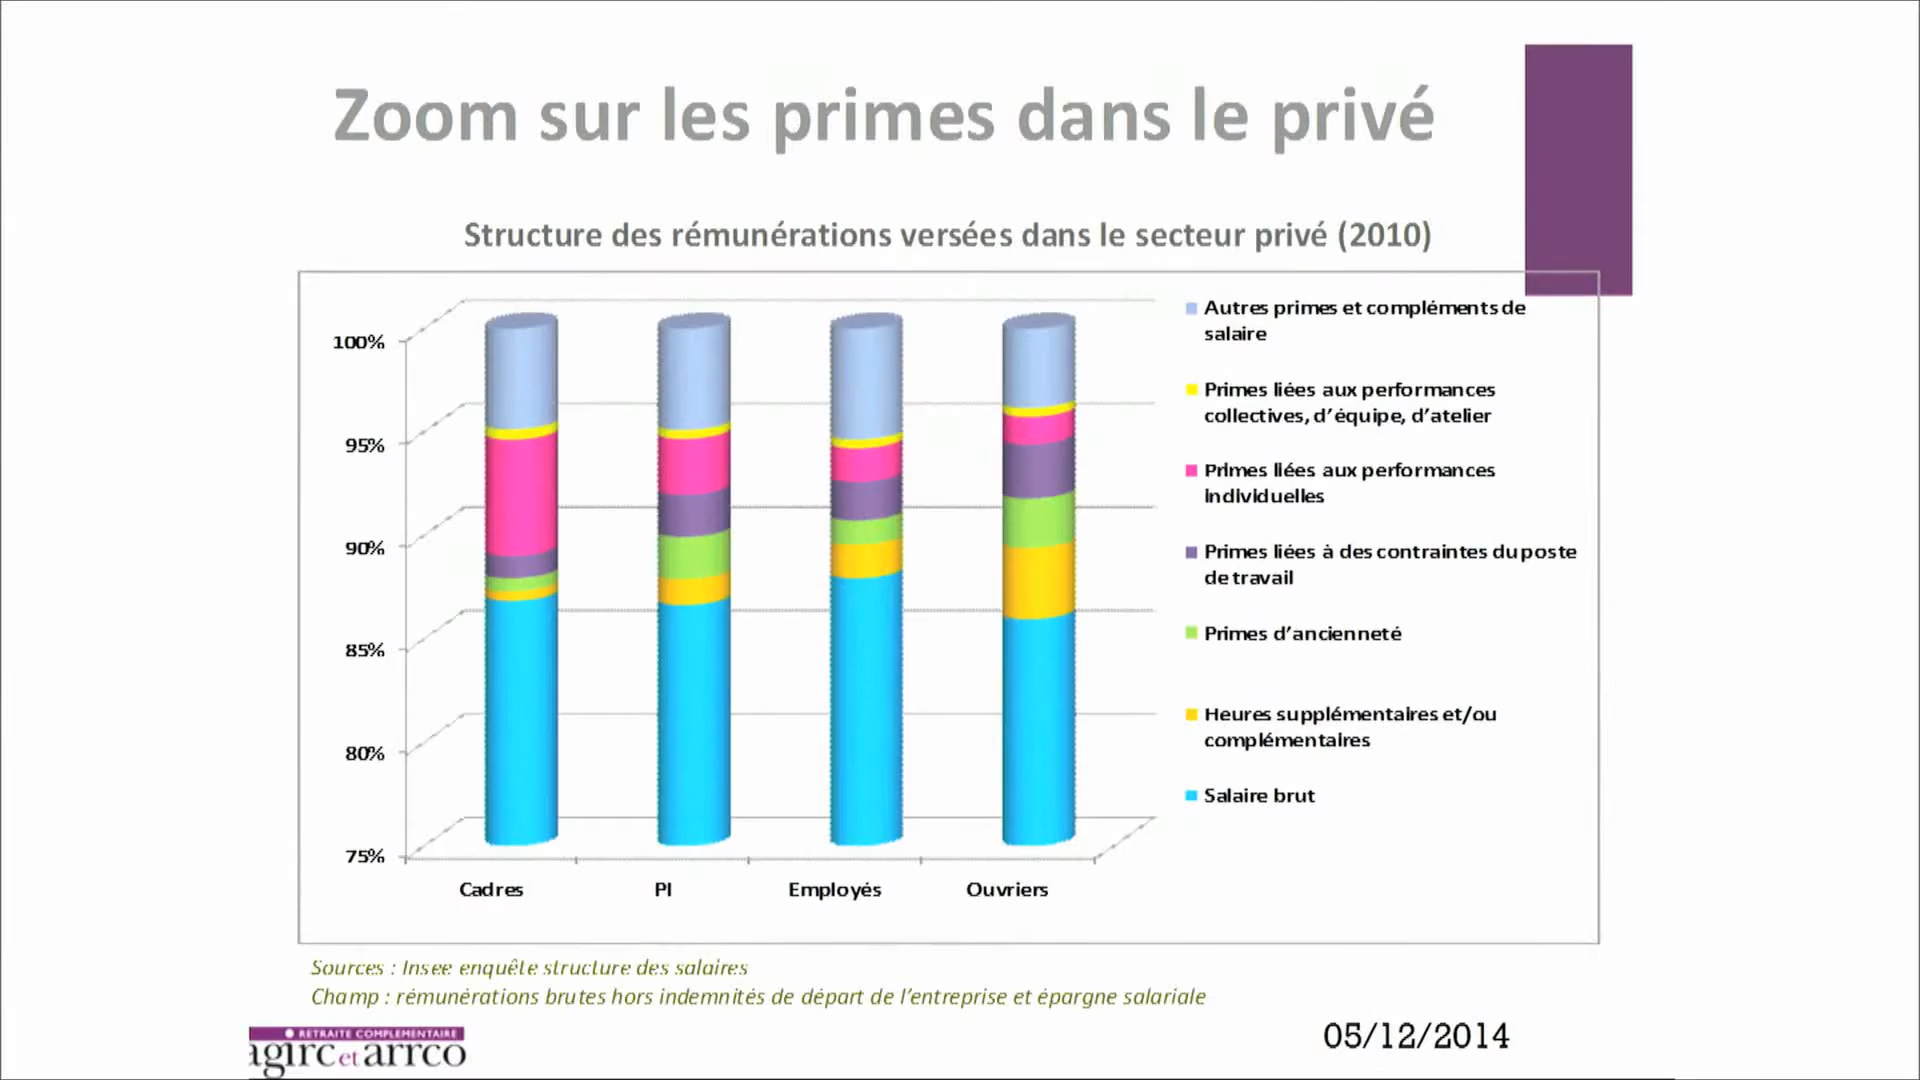 Zoom sur les primes dans le privé
Structure des rémunérations versées dans le secteur privé (2010)
100%
95%
90%
85%
80%
75%
Cadres
PI
Employés
Ouvriers
Autres primes et compléments de
salaire
Primes liées aux performances
collectives, d’équipe, d’atelier
Primes liées aux performances
individuelles
Primes liées à des contraintes du poste
de travail
Primes d’ancienneté
Heures supplémentaires et/ou
complémentaires
Salaire brut
Sources : Insee enquête structure des salaires
Champ : rémunérations brutes hors indemnités de départ de l’entreprise et épargne salariale
RETRAITE COMPLEMENTAIRE
agirc et arrco
05/12/2014